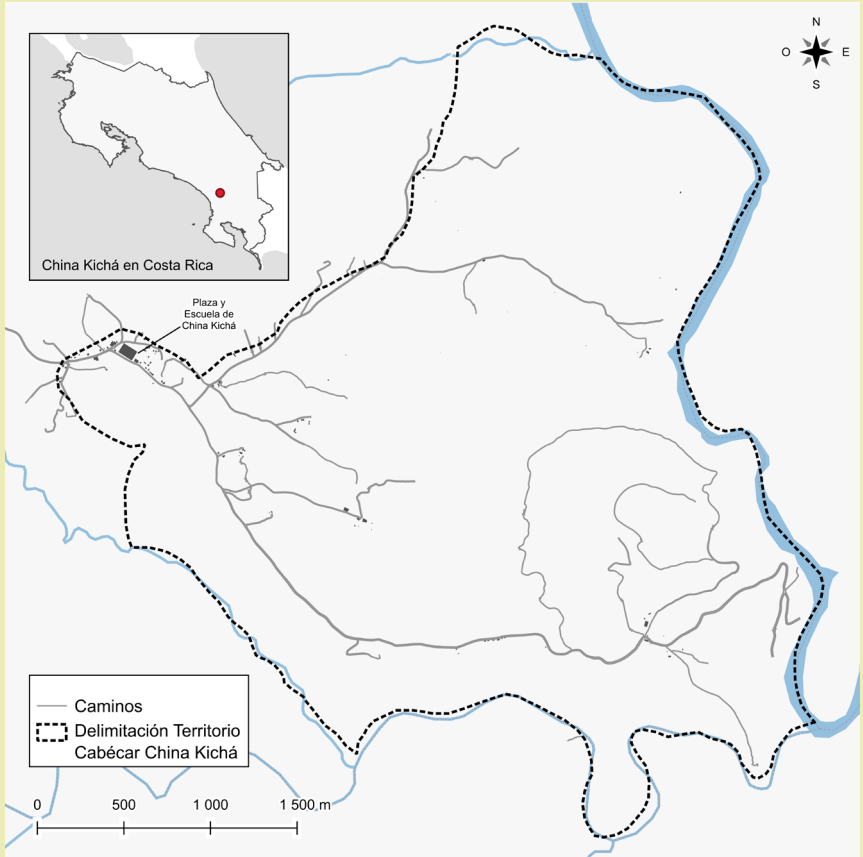 N
O E
S
China Kichá en Costa Rica
Plaza y
Escuela de
China Kichá
Caminos
Delimitación Territorio
Cabécar China Kichá
0 500 1 000 1 500 m